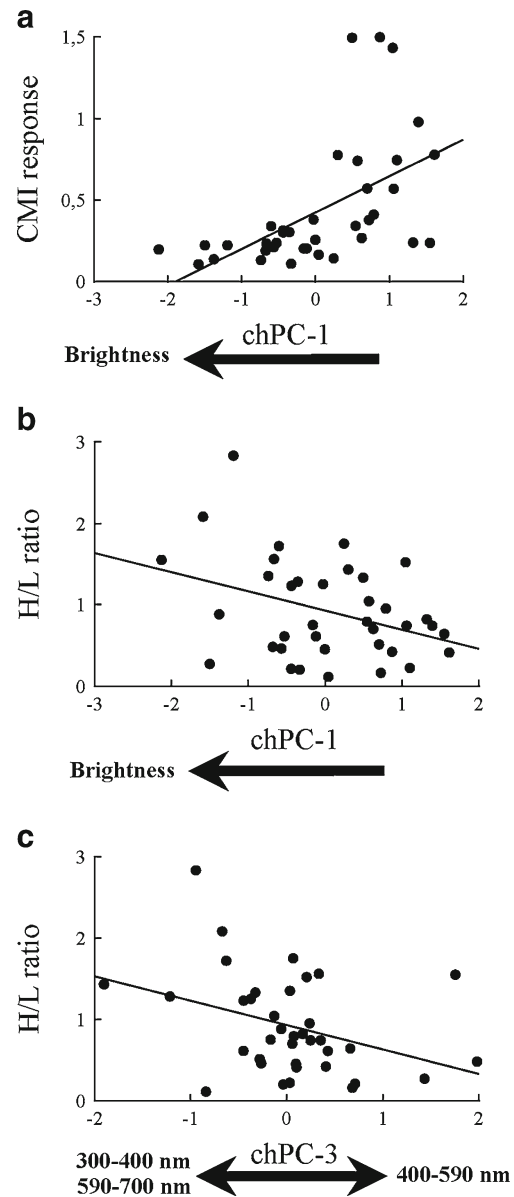 a
1,5
1
0,5
0
CMI response
-3 -2 -1 0 1 2
chPC-1
Brightness
b
3
2
1
0
H/L ratio
-3 -2 -1 0 1 2
chPC-1
Brightness
c
3
2
1
0
H/L ratio
-2 -1 0 1 2
chPC-3
300-400 nm
590-700 nm
400-590 nm